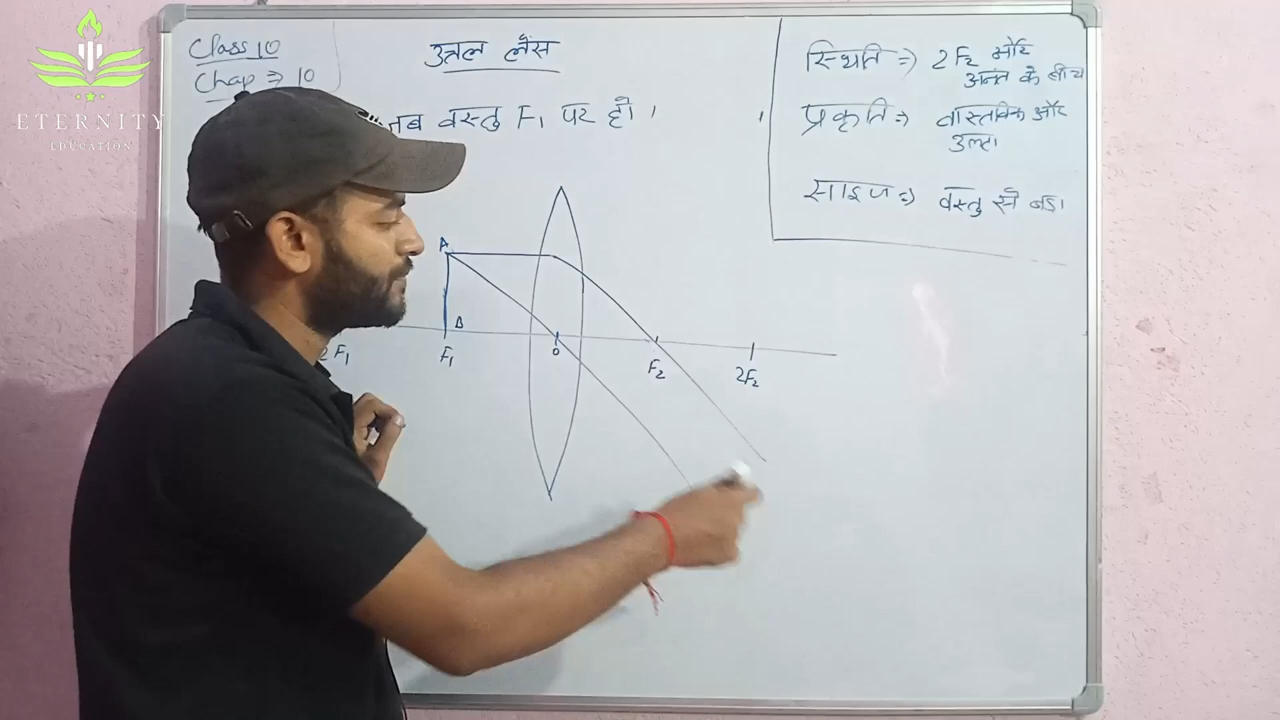 Class 10
Chap ⇒ 10
ETERNITY
EDUCATION
उत्तल लेंस
जब वस्तु F₁ पर हो।
स्थिति ⇒ 2F₂ और
अनन्त के बीच
प्रकृति ⇒ वास्तविक और
उल्टा
साइज ⇒ वस्तु से बड़ा
A
B
2F₁
F₁
O
F₂
2F₂